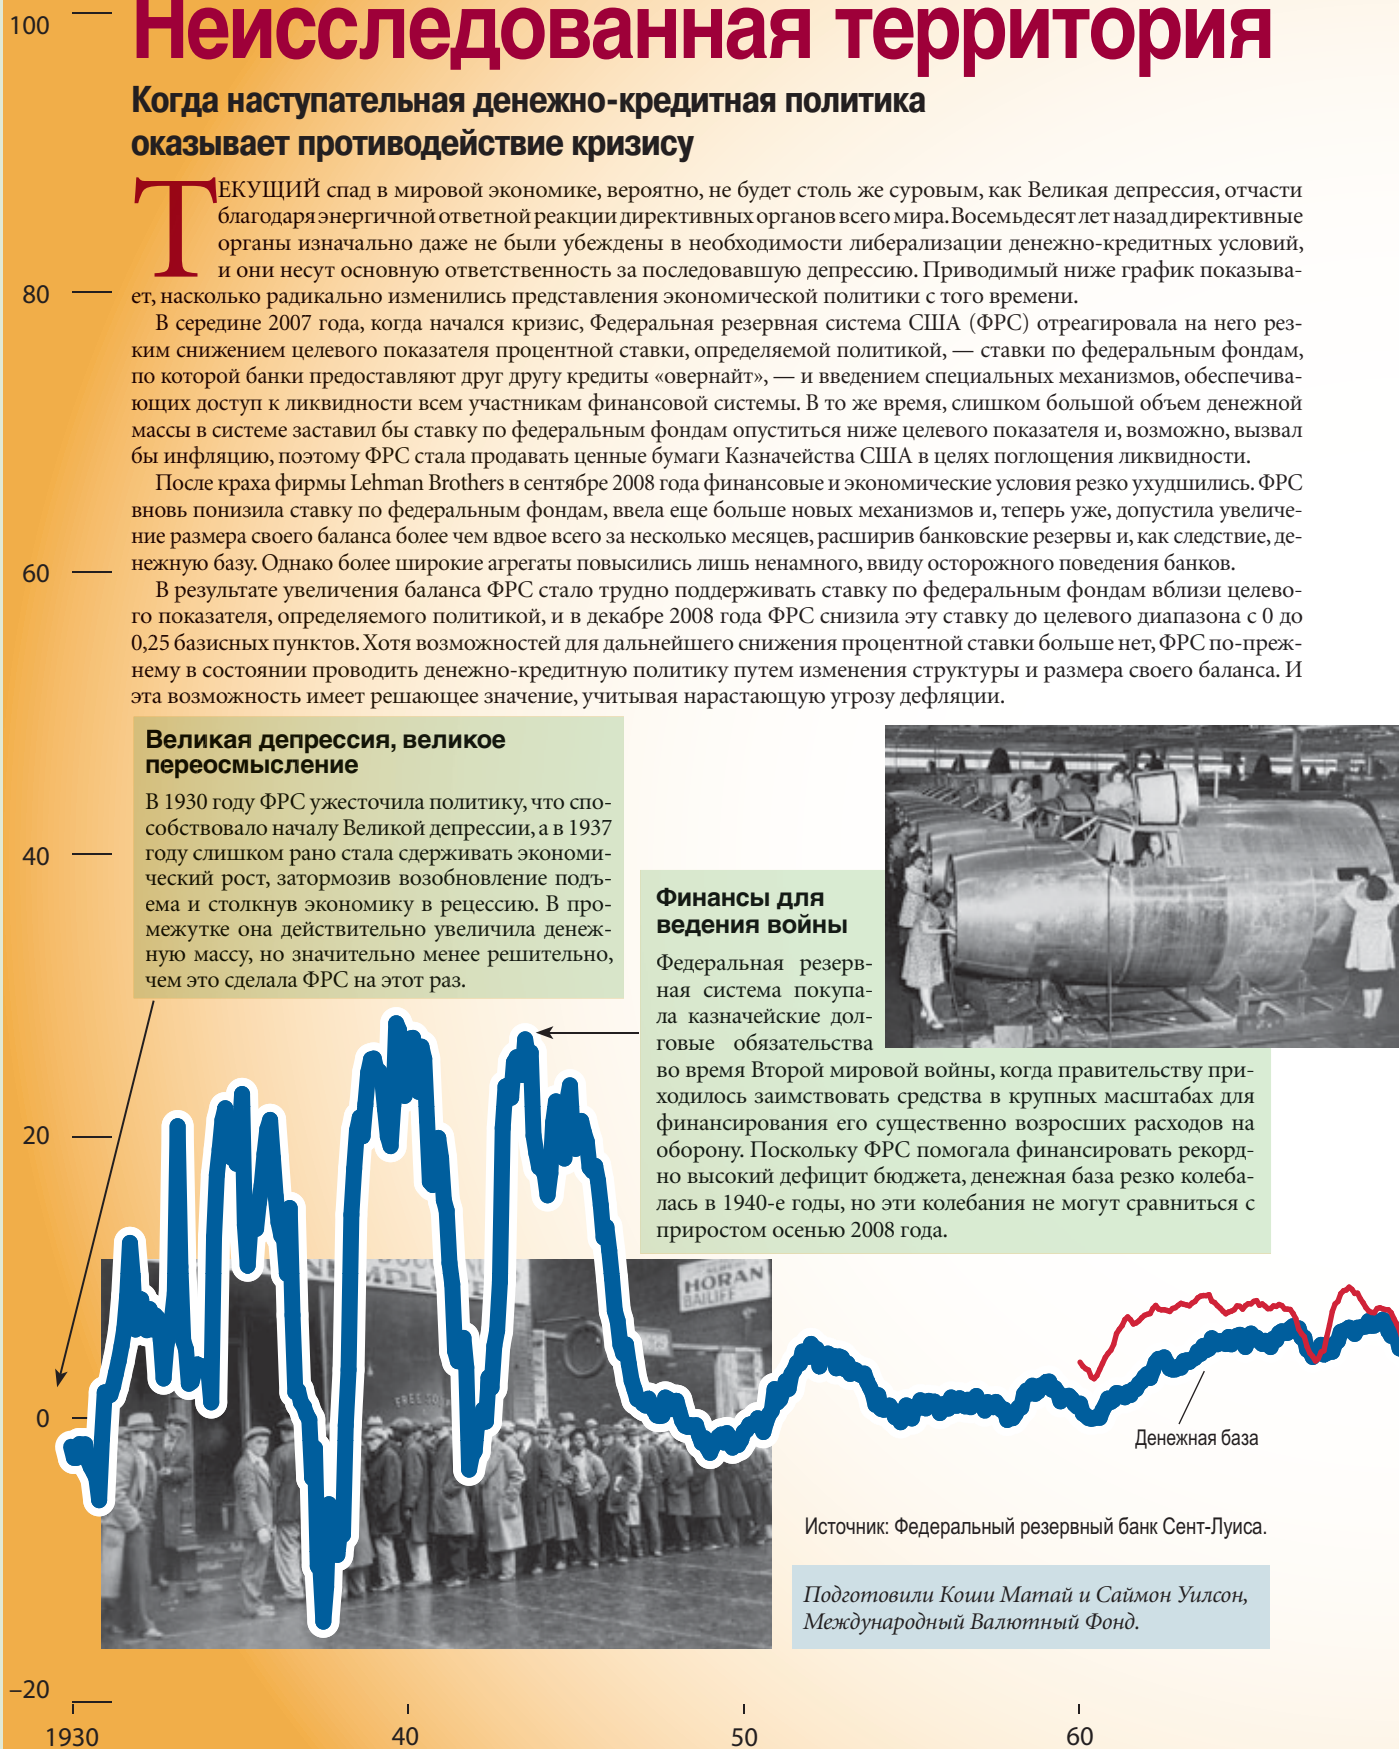 100
Неисследованная территория
Когда наступательная денежно-кредитная политика
оказывает противодействие кризису
ТЕКУЩИЙ спад в мировой экономике, вероятно, не будет столь же суровым, как Великая депрессия, отчасти
благодаря энергичной ответной реакции директивных органов всего мира. Восемьдесят лет назад директивные
органы изначально даже не были убеждены в необходимости либерализации денежно-кредитных условий,
и они несут основную ответственность за последовавшую депрессию. Приводимый ниже график показыва-
80
ет, насколько радикально изменились представления экономической политики с того времени.
В середине 2007 года, когда начался кризис, Федеральная резервная система США (ФРС) отреагировала на него рез-
ким снижением целевого показателя процентной ставки, определяемой политикой, — ставки по федеральным фондам,
по которой банки предоставляют друг другу кредиты «овернайт», — и введением специальных механизмов, обеспечива-
ющих доступ к ликвидности всем участникам финансовой системы. В то же время, слишком большой объем денежной
массы в системе заставил бы ставку по федеральным фондам опуститься ниже целевого показателя и, возможно, вызвал
бы инфляцию, поэтому ФРС стала продавать ценные бумаги Казначейства США в целях поглощения ликвидности.
После краха фирмы Lehman Brothers в сентябре 2008 года финансовые и экономические условия резко ухудшились. ФРС
вновь понизила ставку по федеральным фондам, ввела еще больше новых механизмов и, теперь уже, допустила увеличе-
ние размера своего баланса более чем вдвое всего за несколько месяцев, расширив банковские резервы и, как следствие, де-
нежную базу. Однако более широкие агрегаты повысились лишь ненамного, ввиду осторожного поведения банков.
60
В результате увеличения баланса ФРС стало трудно поддерживать ставку по федеральным фондам вблизи целево-
го показателя, определяемого политикой, и в декабре 2008 года ФРС снизила эту ставку до целевого диапазона с 0 до
0,25 базисных пунктов. Хотя возможностей для дальнейшего снижения процентной ставки больше нет, ФРС по-преж-
нему в состоянии проводить денежно-кредитную политику путем изменения структуры и размера своего баланса. И
эта возможность имеет решающее значение, учитывая нарастающую угрозу дефляции.
Великая депрессия, великое
переосмысление
В 1930 году ФРС ужесточила политику, что спо-
собствовало началу Великой депрессии, а в 1937
году слишком рано стала сдерживать экономи-
ческий рост, затормозив возобновление подъ-
ема и столкнув экономику в рецессию. В про-
межутке она действительно увеличила денеж-
ную массу, но значительно менее решительно,
чем это сделала ФРС на этот раз.
40
Финансы для
ведения войны
Федеральная резерв-
ная система покупа-
ла казначейские дол-
говые обязательства
во время Второй мировой войны, когда правительству при-
ходилось заимствовать средства в крупных масштабах для
финансирования его существенно возросших расходов на
оборону. Поскольку ФРС помогала финансировать рекорд-
но высокий дефицит бюджета, денежная база резко колеба-
лась в 1940-е годы, но эти колебания не могут сравниться с
приростом осенью 2008 года.
20
HORAN
BAILIFF
FREE
0
Денежная база
Источник: Федеральный резервный банк Сент-Луиса.
Подготовили Коши Матай и Саймон Уилсон,
Международный Валютный Фонд.
–20
1930
40
50
60